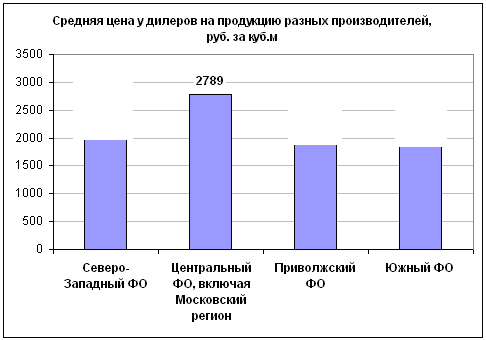 Средняя цена у дилеров на продукцию разных производителей,
руб. за куб.м
3500
3000
2500
2000
1500
1000
500
0
2789
Северо-
Западный ФО
Центральный
ФО, включая
Московский
регион
Приволжский
ФО
Южный ФО